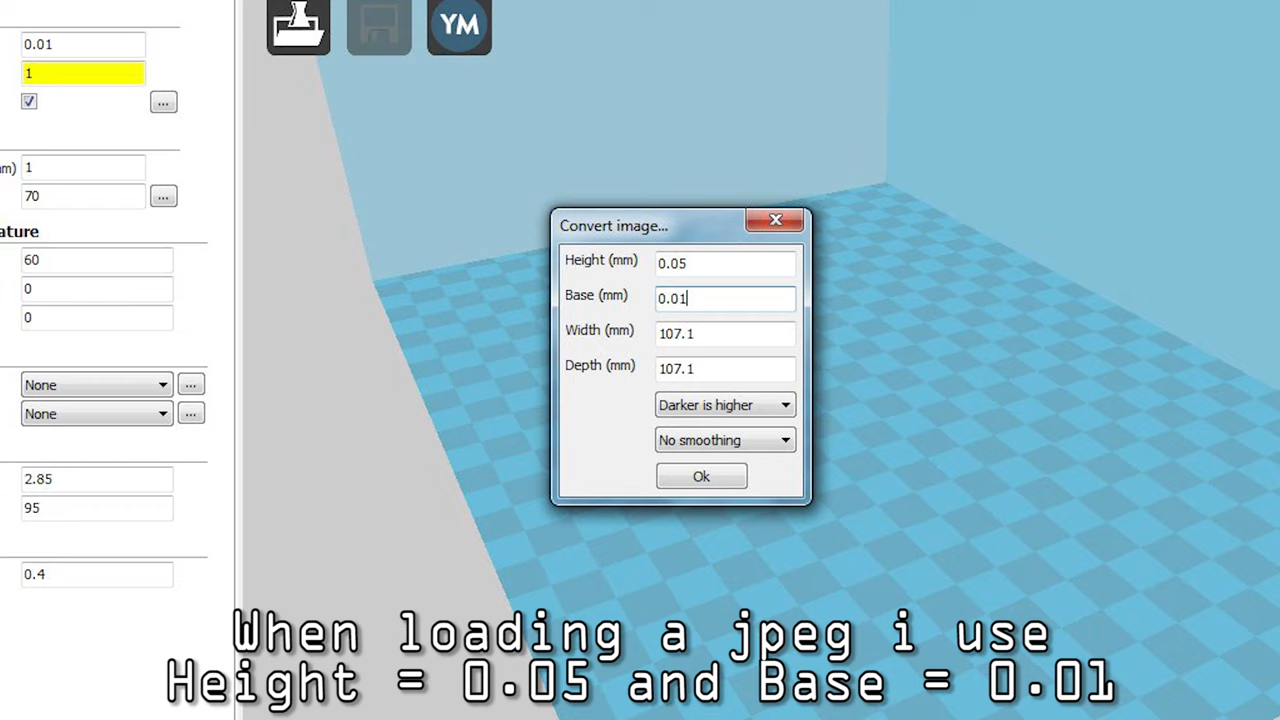 0.01
1
...
YM
m) 1
70 ...
ature
60
0
0
None ...
None ...
2.85
95
0.4
Convert image...
Height (mm) 0.05
Base (mm) 0.01
Width (mm) 107.1
Depth (mm) 107.1
Darker is higher
No smoothing
Ok
When loading a jpeg i use
Height = 0.05 and Base = 0.01